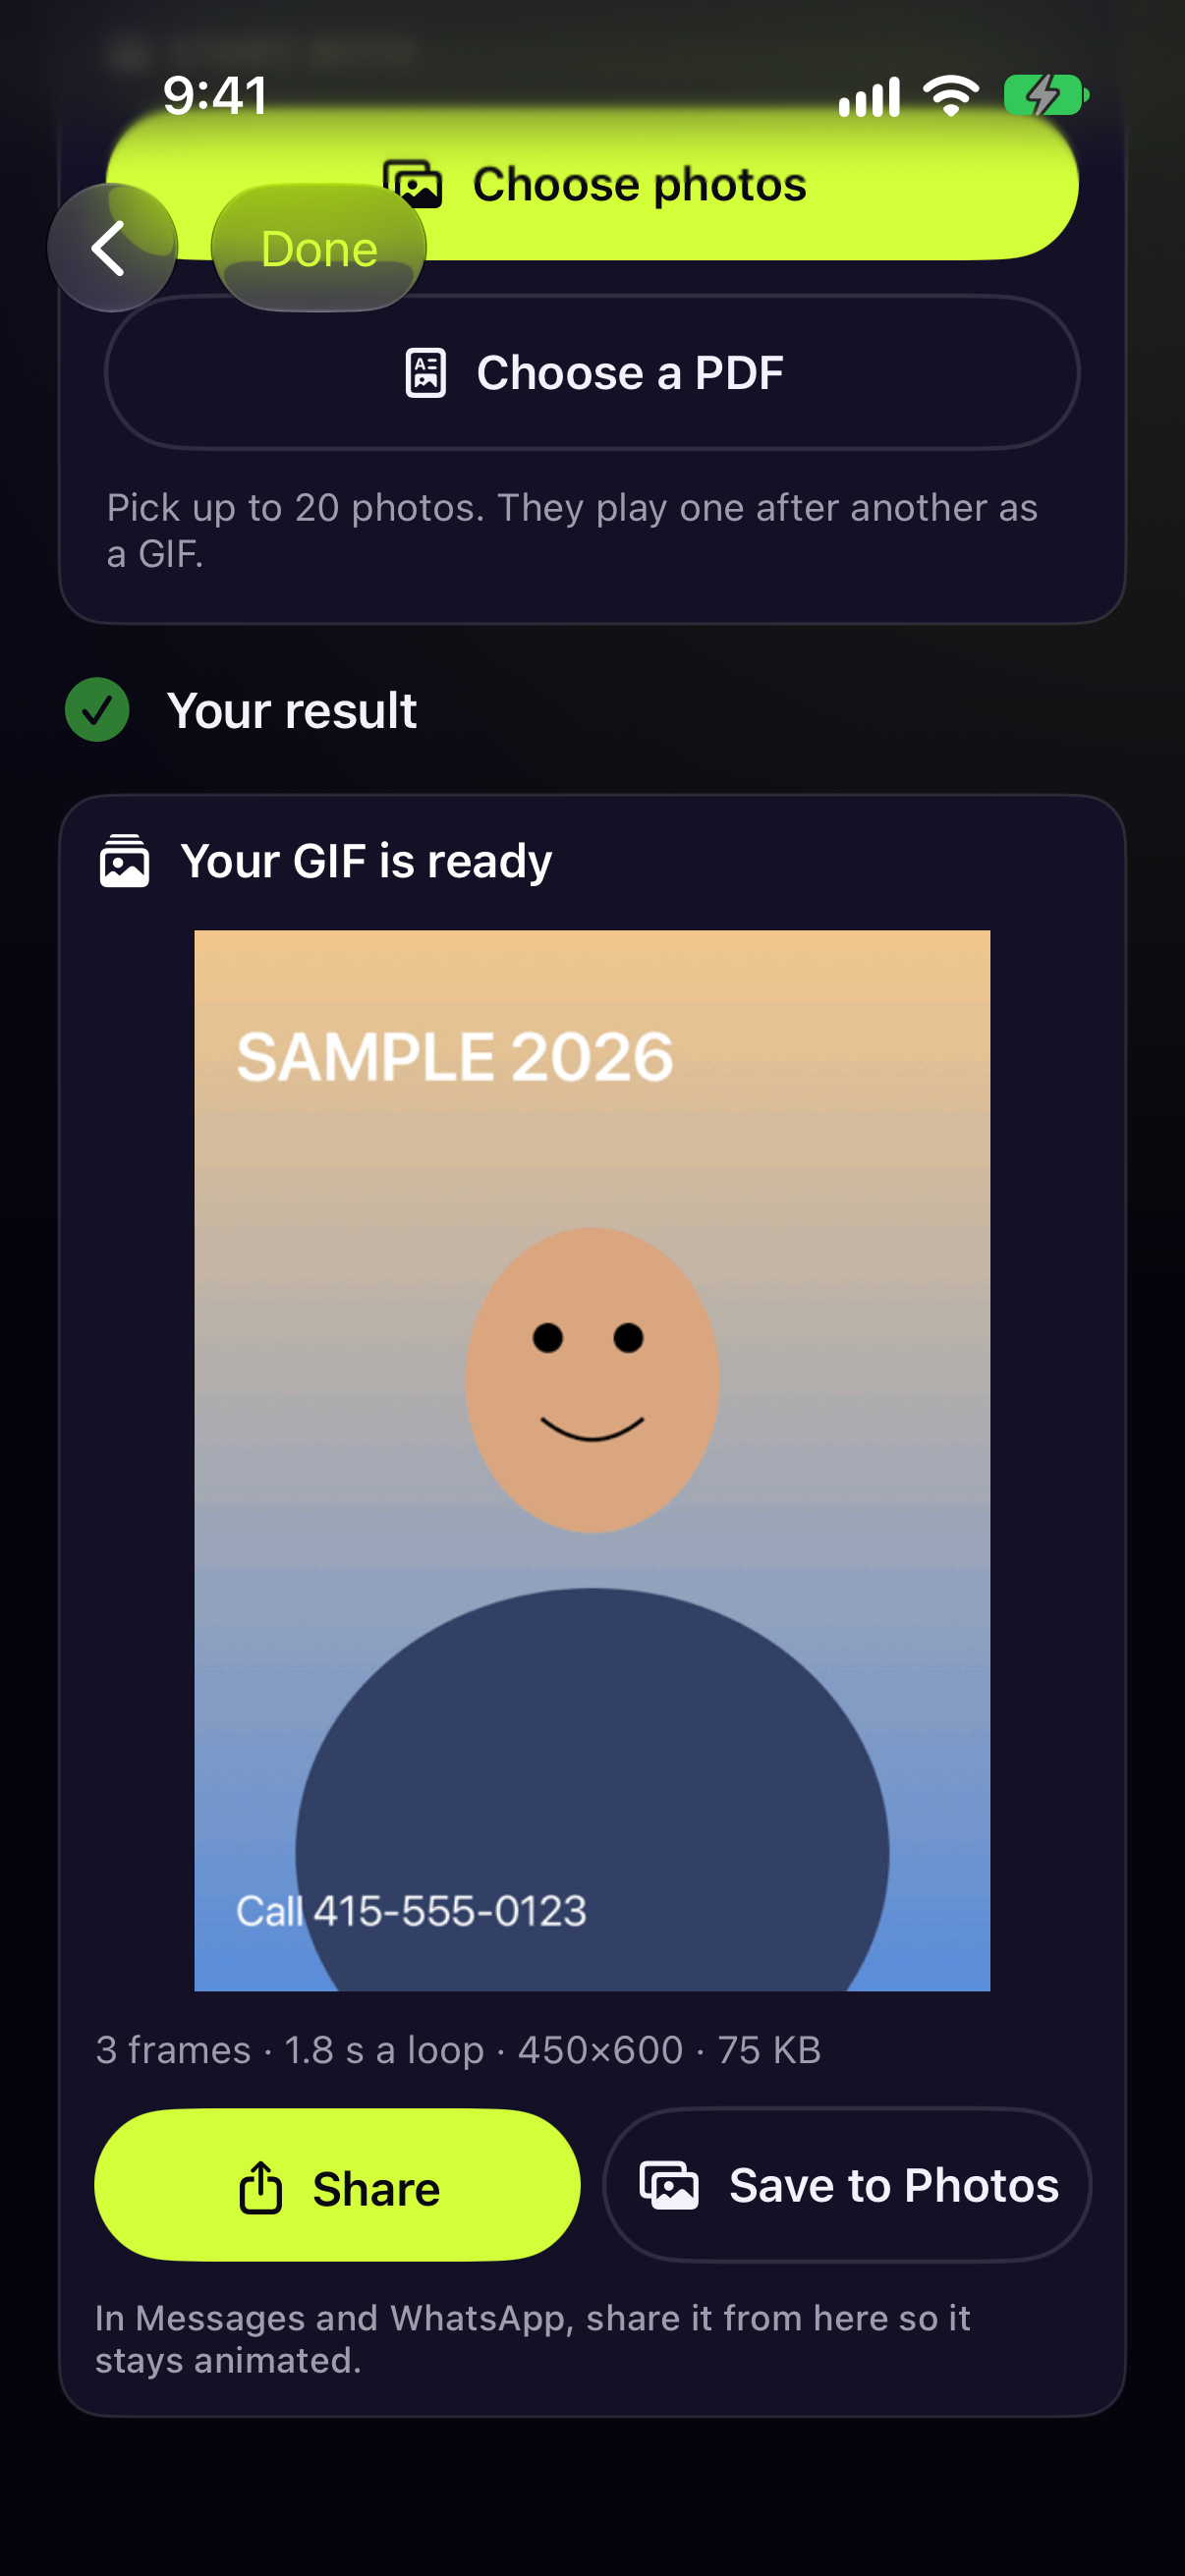 9:41
Choose photos
Done
Choose a PDF
Pick up to 20 photos. They play one after another as
a GIF.
Your result
Your GIF is ready
SAMPLE 2026
Call 415-555-0123
3 frames · 1.8 s a loop · 450×600 · 75 KB
Share
Save to Photos
In Messages and WhatsApp, share it from here so it
stays animated.